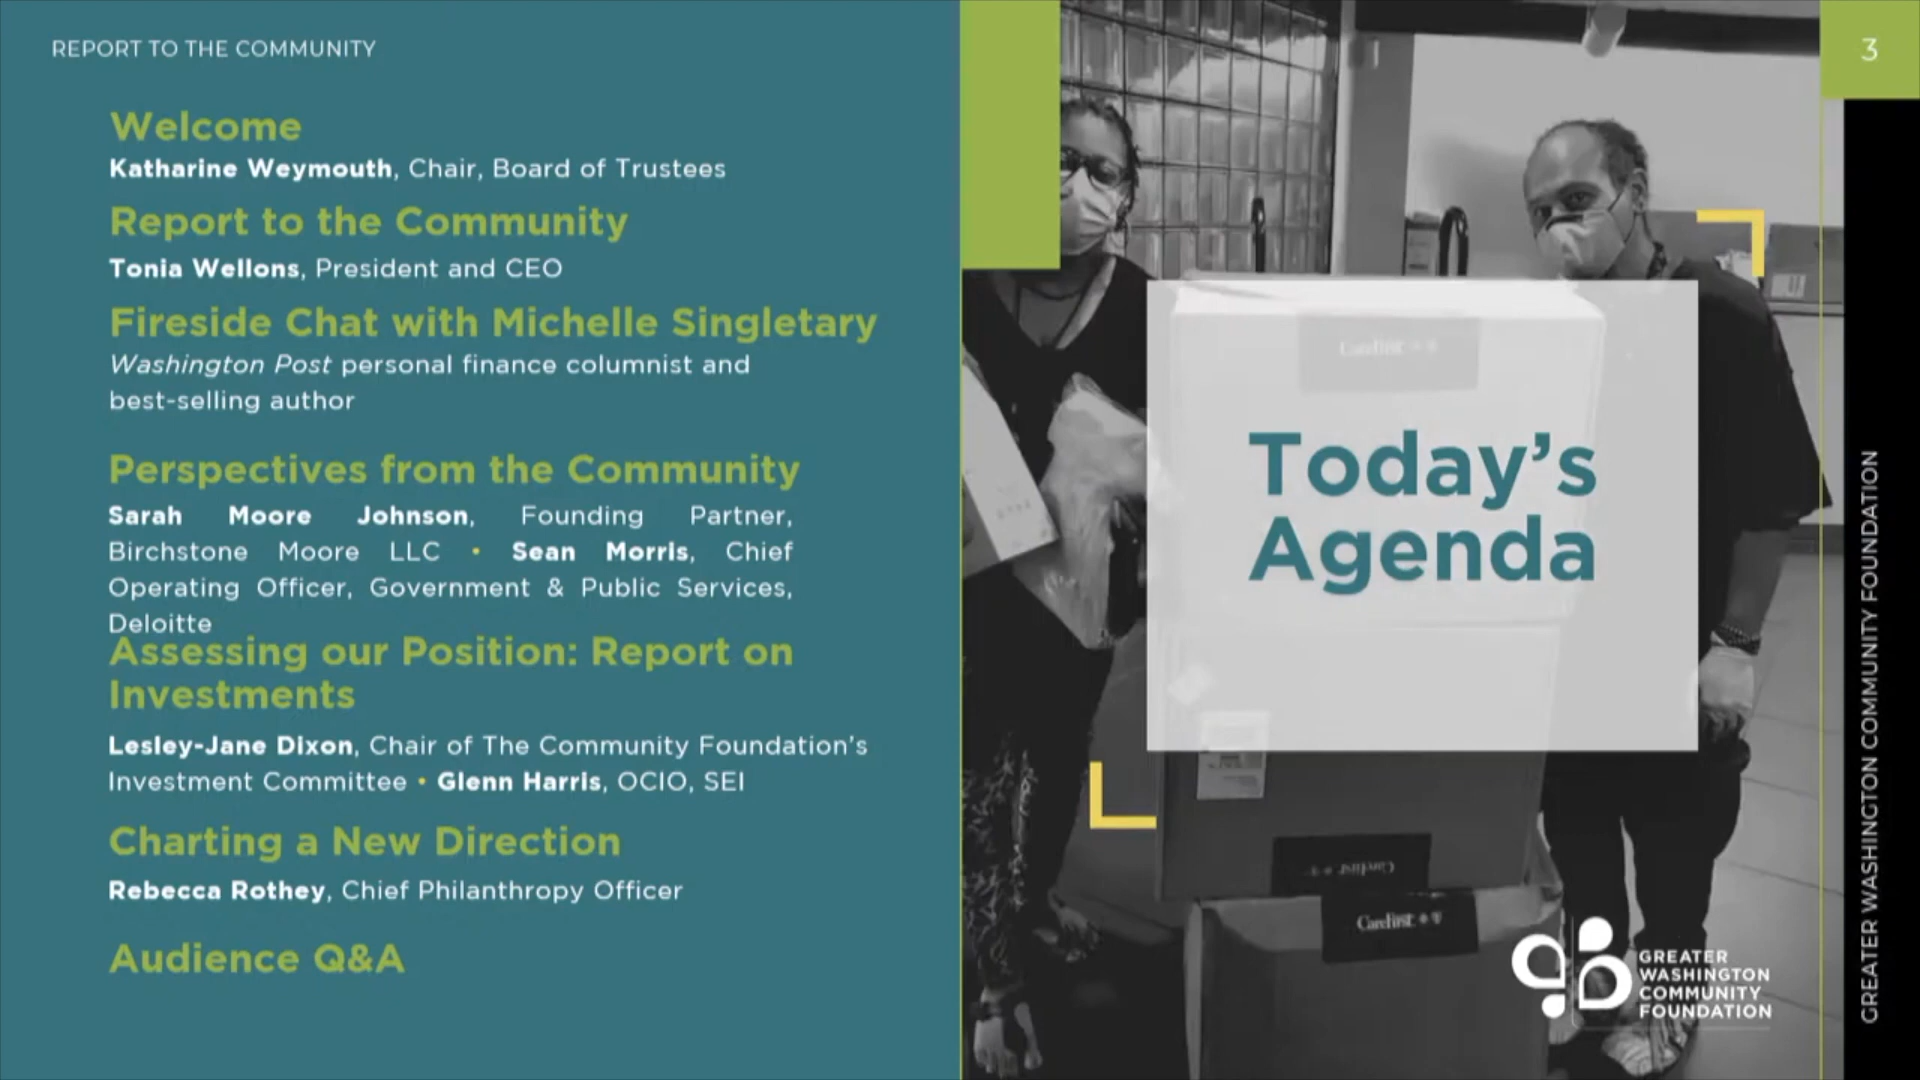 REPORT TO THE COMMUNITY
3
Welcome
Katharine Weymouth, Chair, Board of Trustees
Report to the Community
Tonia Wellons, President and CEO
Fireside Chat with Michelle Singletary
Washington Post personal finance columnist and
best-selling author
Perspectives from the Community
Sarah Moore Johnson, Founding Partner,
Birchstone Moore LLC • Sean Morris, Chief
Operating Officer, Government & Public Services,
Deloitte
Assessing our Position: Report on
Investments
Lesley-Jane Dixon, Chair of The Community Foundation's
Investment Committee • Glenn Harris, OCIO, SEI
Charting a New Direction
Rebecca Rothey, Chief Philanthropy Officer
Audience Q&A
CareFirst
Today's
Agenda
CareFirst
CareFirst
GREATER
WASHINGTON
COMMUNITY
FOUNDATION
GREATER WASHINGTON COMMUNITY FOUNDATION